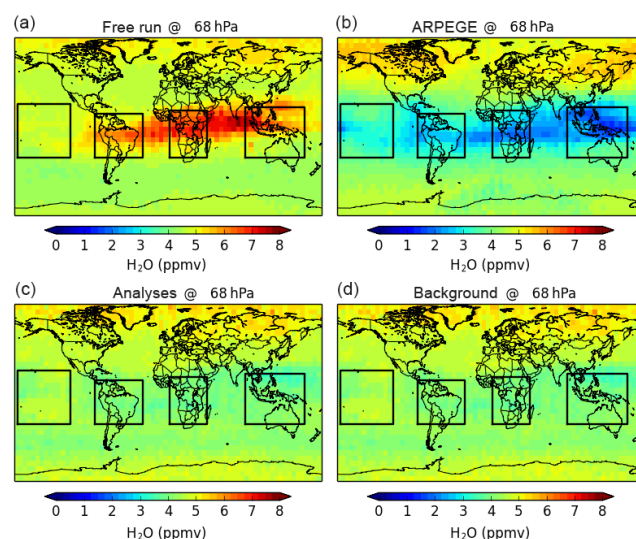 (a) Free run @ 68 hPa
(b) ARPEGE @ 68 hPa
0 1 2 3 4 5 6 7 8
H₂O (ppmv)
0 1 2 3 4 5 6 7 8
H₂O (ppmv)
(c) Analyses @ 68 hPa
(d) Background @ 68 hPa
0 1 2 3 4 5 6 7 8
H₂O (ppmv)
0 1 2 3 4 5 6 7 8
H₂O (ppmv)